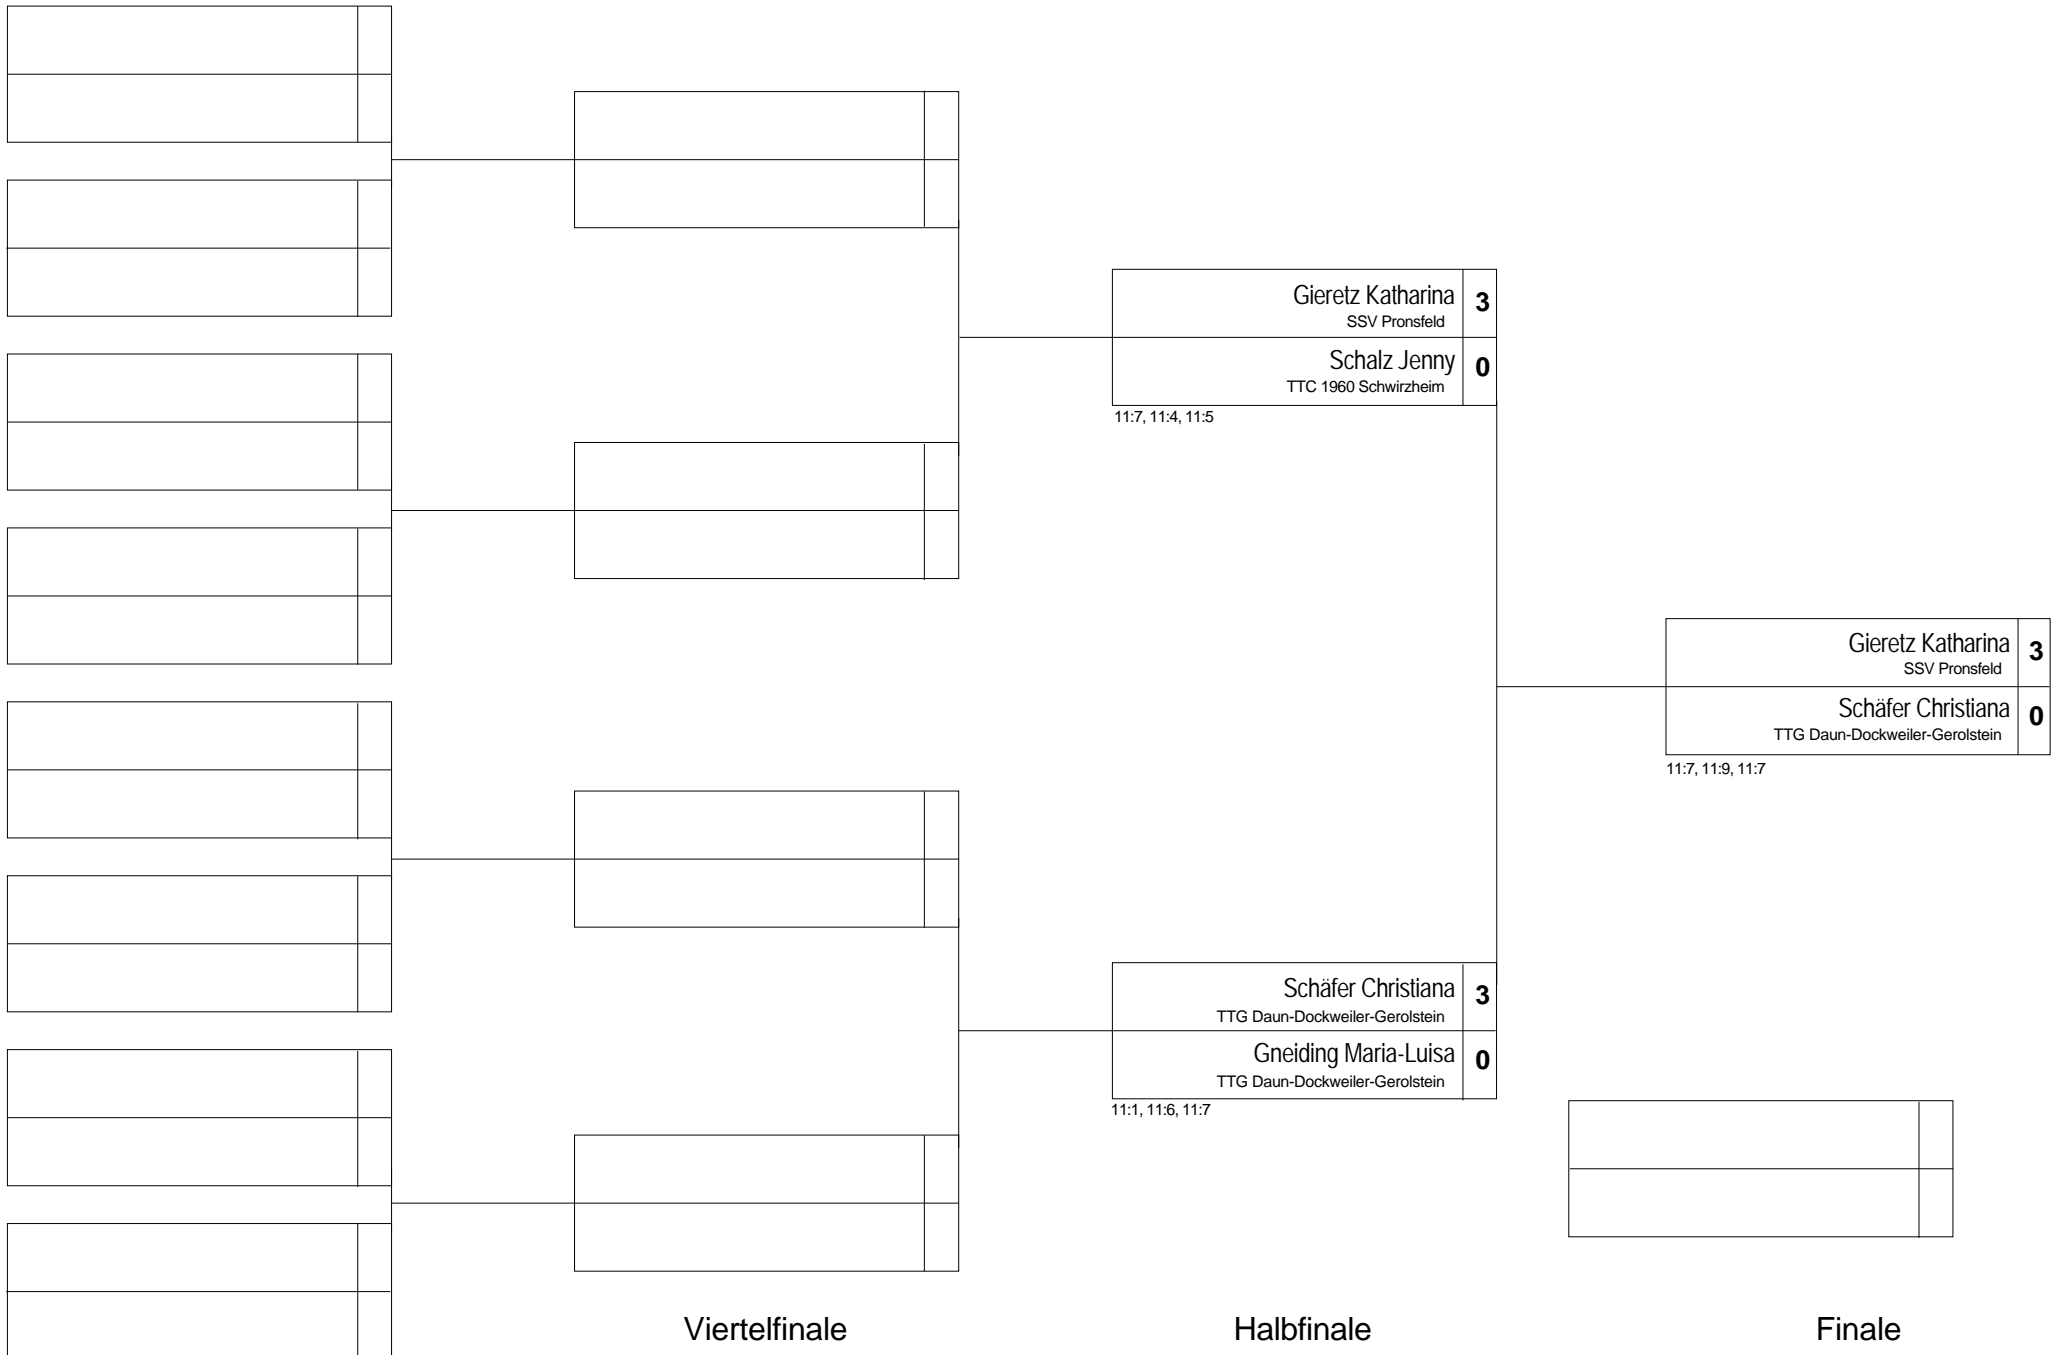 Gieretz Katharina 3
SSV Pronsfeld
Schalz Jenny 0
TTC 1960 Schwirzheim
11:7, 11:4, 11:5
Schäfer Christiana 3
TTG Daun-Dockweiler-Gerolstein
Gneiding Maria-Luisa 0
TTG Daun-Dockweiler-Gerolstein
11:1, 11:6, 11:7
Gieretz Katharina 3
SSV Pronsfeld
Schäfer Christiana 0
TTG Daun-Dockweiler-Gerolstein
11:7, 11:9, 11:7
Viertelfinale
Halbfinale
Finale